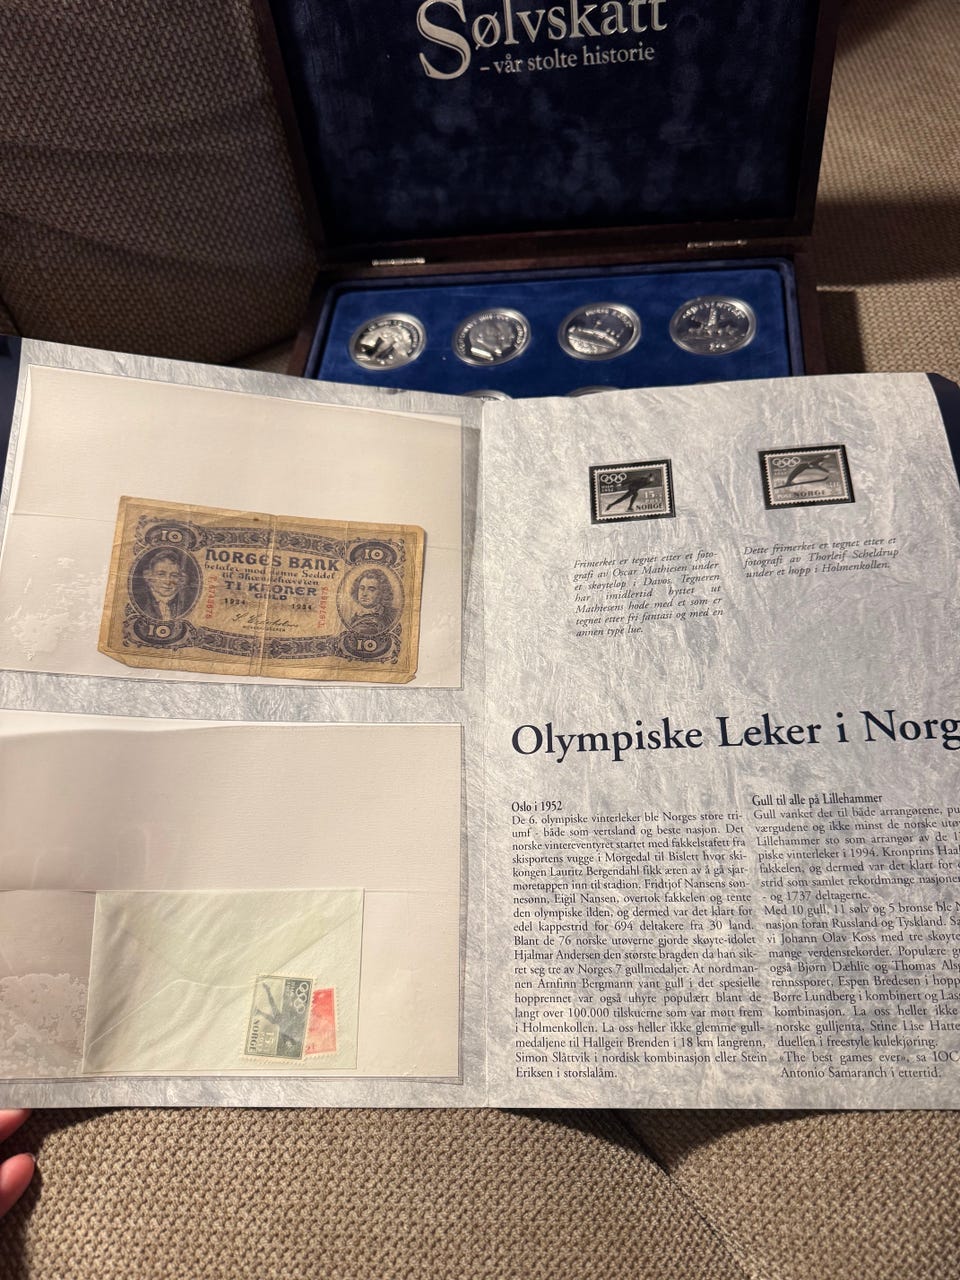 Sølvskatt
– vår stolte historie
10
10
NORGES BANK
betaler mod denne Seddel
til Ihændehaveren
TI KRONER
GULD
1934
1934
10
10
15
NORGE
NORGE
Frimerket er tegnet etter et foto-
grafi av Oscar Mathiesen under
et skøyteløp i Davos. Tegneren
har imidlertid byttet ut
Mathiesens hode med et som er
tegnet etter fri fantasi og med en
annen type lue.
Dette frimerket er tegnet etter et
fotografi av Thorleif Schelderup
under et hopp i Holmenkollen.
Olympiske Leker i Norg
Oslo i 1952
De 6. olympiske vinterleker ble Norges store tri-
umf - både som vertsland og beste nasjon. Det
norske vintereventyret startet med fakkelstafett fra
skisportens vugge i Morgedal til Bislett hvor ski-
kongen Lauritz Bergendahl fikk æren av å gå sjar-
møretappen inn til stadion. Fridtjof Nansens søn-
nesønn, Eigil Nansen, overtok fakkelen og tente
den olympiske ilden, og dermed var det klart for
edel kappestrid for 694 deltakere fra 30 land.
Blant de 76 norske utøverne gjorde skøyte-idolet
Hjalmar Andersen den største bragden da han sik-
ret seg tre av Norges 7 gullmedaljer. At nordman-
nen Arnfinn Bergmann vant gull i det spesielle
hopprennet var også uhyre populært blant de
langt over 100.000 tilskuerne som var møtt frem
i Holmenkollen. La oss heller ikke glemme gull-
medaljene til Hallgeir Brenden i 18 km langrenn,
Simon Slåttvik i nordisk kombinasjon eller Stein
Eriksen i storslalåm.
Gull til alle på Lillehammer
Gull vanket det til både arrangørene, pu
værgudene og ikke minst de norske utøv
Lillehammer sto som arrangør av de 1
piske vinterleker i 1994. Kronprins Haa
fakkelen, og dermed var det klart for
strid som samlet rekordmange nasjoner
- og 1737 deltagerne.
Med 10 gull, 11 sølv og 5 bronse ble N
nasjon foran Russland og Tyskland. Sa
vi Johann Olav Koss med tre skøyte
mange verdensrekorder. Populære g
også Bjørn Dæhlie og Thomas Alsg
rennssporet. Espen Bredesen i hopp
Børre Lundberg i kombinert og Lass
kombinasjon. La oss heller ikke
norske gulljenta, Stine Lise Hatte
duellen i freestyle kulekjøring.
«The best games ever», sa IOC
Antonio Samaranch i ettertid.
NORGE
15